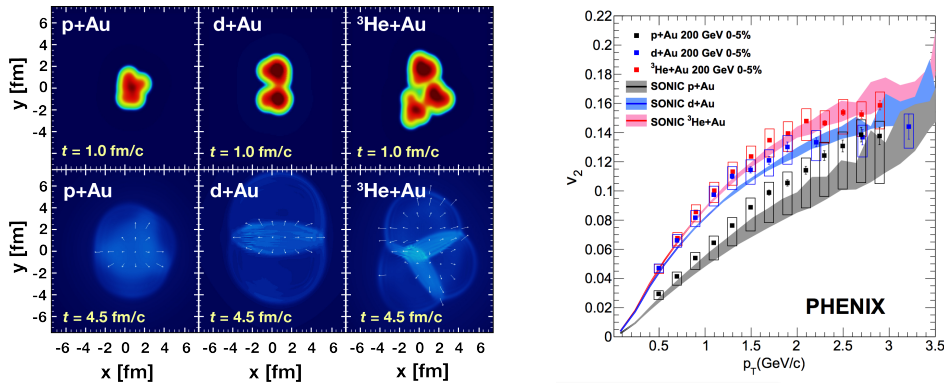 p+Au
d+Au
³He+Au
y [fm]
6
4
2
0
-2
-4
-6
t = 1.0 fm/c
t = 1.0 fm/c
t = 1.0 fm/c
p+Au
d+Au
³He+Au
y [fm]
6
4
2
0
-2
-4
-6
t = 4.5 fm/c
t = 4.5 fm/c
t = 4.5 fm/c
-6 -4 -2 0 2 4 6
-6 -4 -2 0 2 4 6
-6 -4 -2 0 2 4 6
x [fm]
x [fm]
x [fm]
v₂
0.22
0.2
0.18
0.16
0.14
0.12
0.1
0.08
0.06
0.04
0.02
0
p+Au 200 GeV 0-5%
d+Au 200 GeV 0-5%
³He+Au 200 GeV 0-5%
SONIC p+Au
SONIC d+Au
SONIC ³He+Au
PHENIX
0.5 1 1.5 2 2.5 3 3.5
p_T(GeV/c)